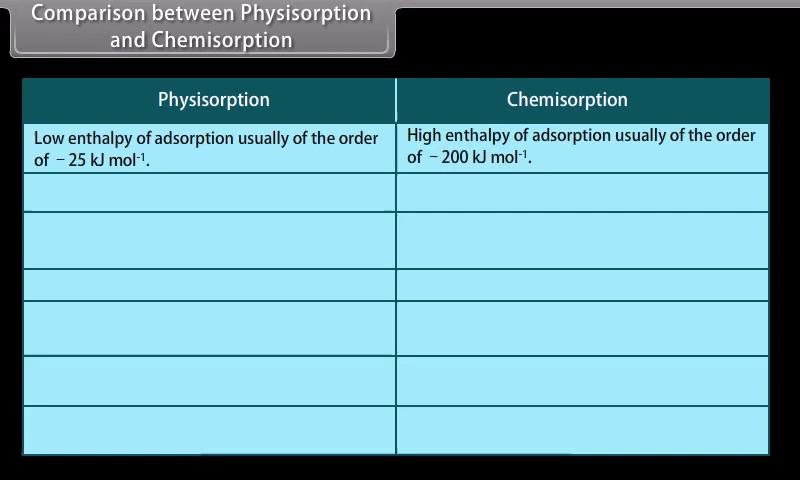 Comparison between Physisorption
and Chemisorption
Physisorption
Chemisorption
Low enthalpy of adsorption usually of the order
of – 25 kJ mol⁻¹.
High enthalpy of adsorption usually of the order
of – 200 kJ mol⁻¹.